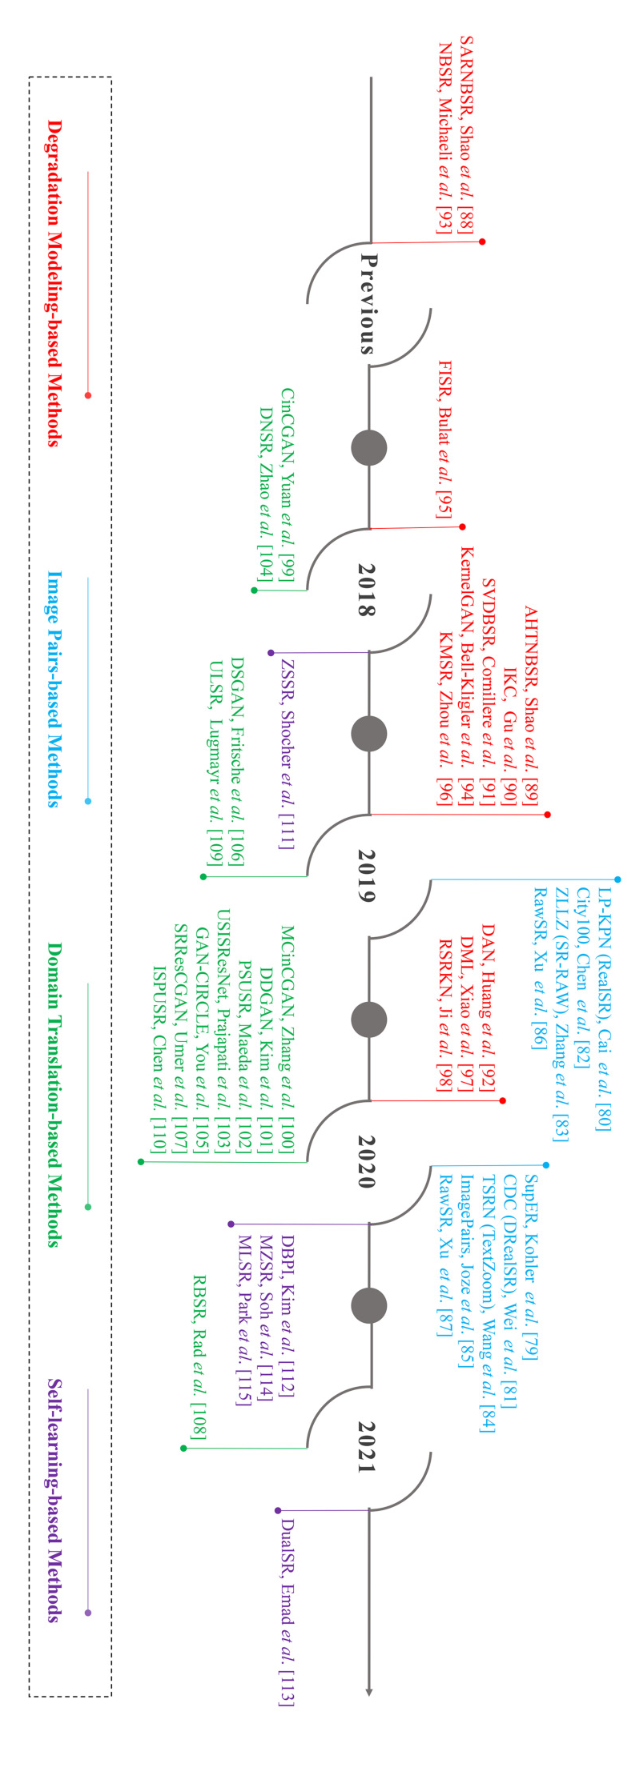 SARNBSR, Shao et al. [88]
NBSR, Michaeli et al. [93]
Previous
FISR, Bulat et al. [95]
CinCGAN, Yuan et al. [99]
DNSR, Zhao et al. [104]
2018
AHTNBSR, Shao et al. [89]
IKC, Gu et al. [90]
SVDBSR, Cornillere et al. [91]
KernelGAN, Bell-Kligler et al. [94]
KMSR, Zhou et al. [96]
ZSSR, Shocher et al. [111]
DSGAN, Fritsche et al. [106]
ULSR, Lugmayr et al. [109]
2019
LP-KPN (RealSR), Cai et al. [80]
City100, Chen et al. [82]
ZLLZ (SR-RAW), Zhang et al. [83]
RawSR, Xu et al. [86]
DAN, Huang et al. [92]
DML, Xiao et al. [97]
RSRKN, Ji et al. [98]
MCinCGAN, Zhang et al. [100]
DDGAN, Kim et al. [101]
PSUSR, Maeda et al. [102]
USISResNet, Prajapati et al. [103]
GAN-CIRCLE, You et al. [105]
SRResCGAN, Umer et al. [107]
ISPUSR, Chen et al. [110]
2020
SupER, Kohler et al. [79]
CDC (DRealSR), Wei et al. [81]
TSRN (TextZoom), Wang et al. [84]
ImagePairs, Joze et al. [85]
RawSR, Xu et al. [87]
DBPI, Kim et al. [112]
MZSR, Soh et al. [114]
MLSR, Park et al. [115]
RBSR, Rad et al. [108]
2021
DualSR, Emad et al. [113]
Degradation Modeling-based Methods
Image Pairs-based Methods
Domain Translation-based Methods
Self-learning-based Methods